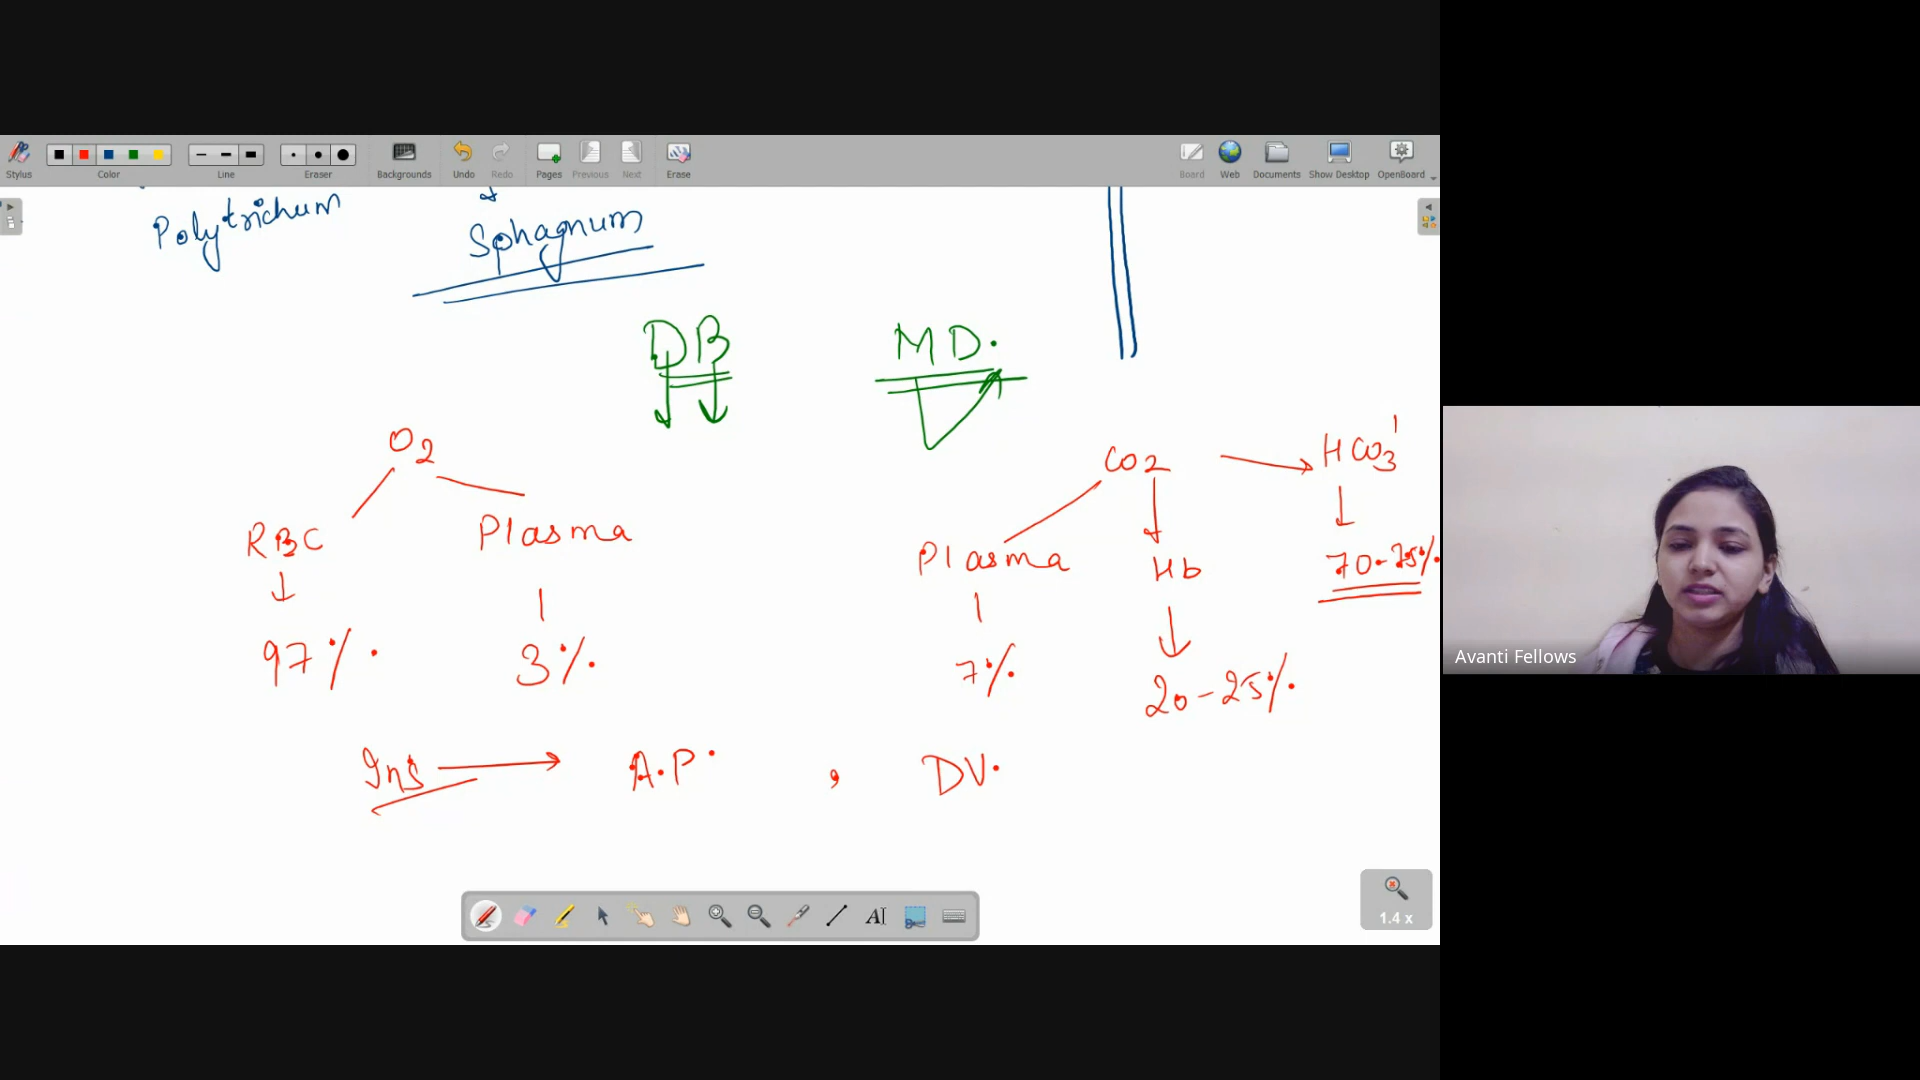 Stylus Color Line Eraser Backgrounds Undo Redo Pages Previous Next Erase Board Web Documents Show Desktop OpenBoard
Polytrichum
Sphagnum
DB
MD.
O2
CO2
HCO3
RBC
Plasma
Plasma
Hb
70-75%
97%
3%
7%
20-25%
Ins
A.P.
,
DV.
Avanti Fellows
1.4 x